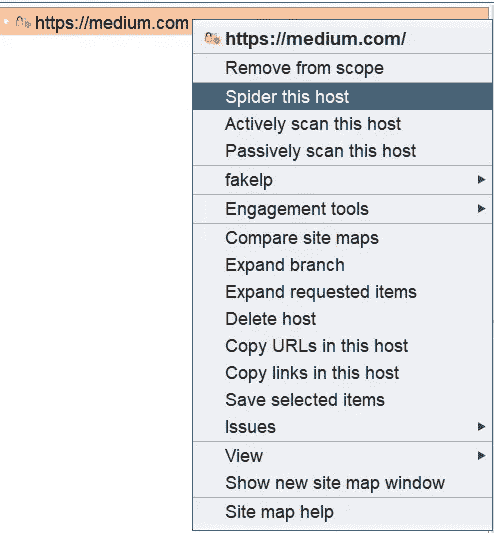 https://medium.com
https://medium.com/
Remove from scope
Spider this host
Actively scan this host
Passively scan this host
fakelp
Engagement tools
Compare site maps
Expand branch
Expand requested items
Delete host
Copy URLs in this host
Copy links in this host
Save selected items
Issues
View
Show new site map window
Site map help